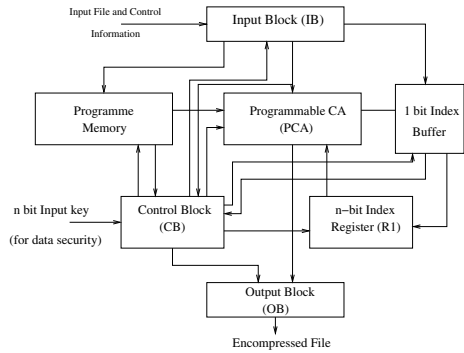 Input File and Control
Information
Input Block (IB)
Programme
Memory
Programmable CA
(PCA)
1 bit Index
Buffer
n bit Input key
(for data security)
Control Block
(CB)
n−bit Index
Register (R1)
Output Block
(OB)
Encompressed File